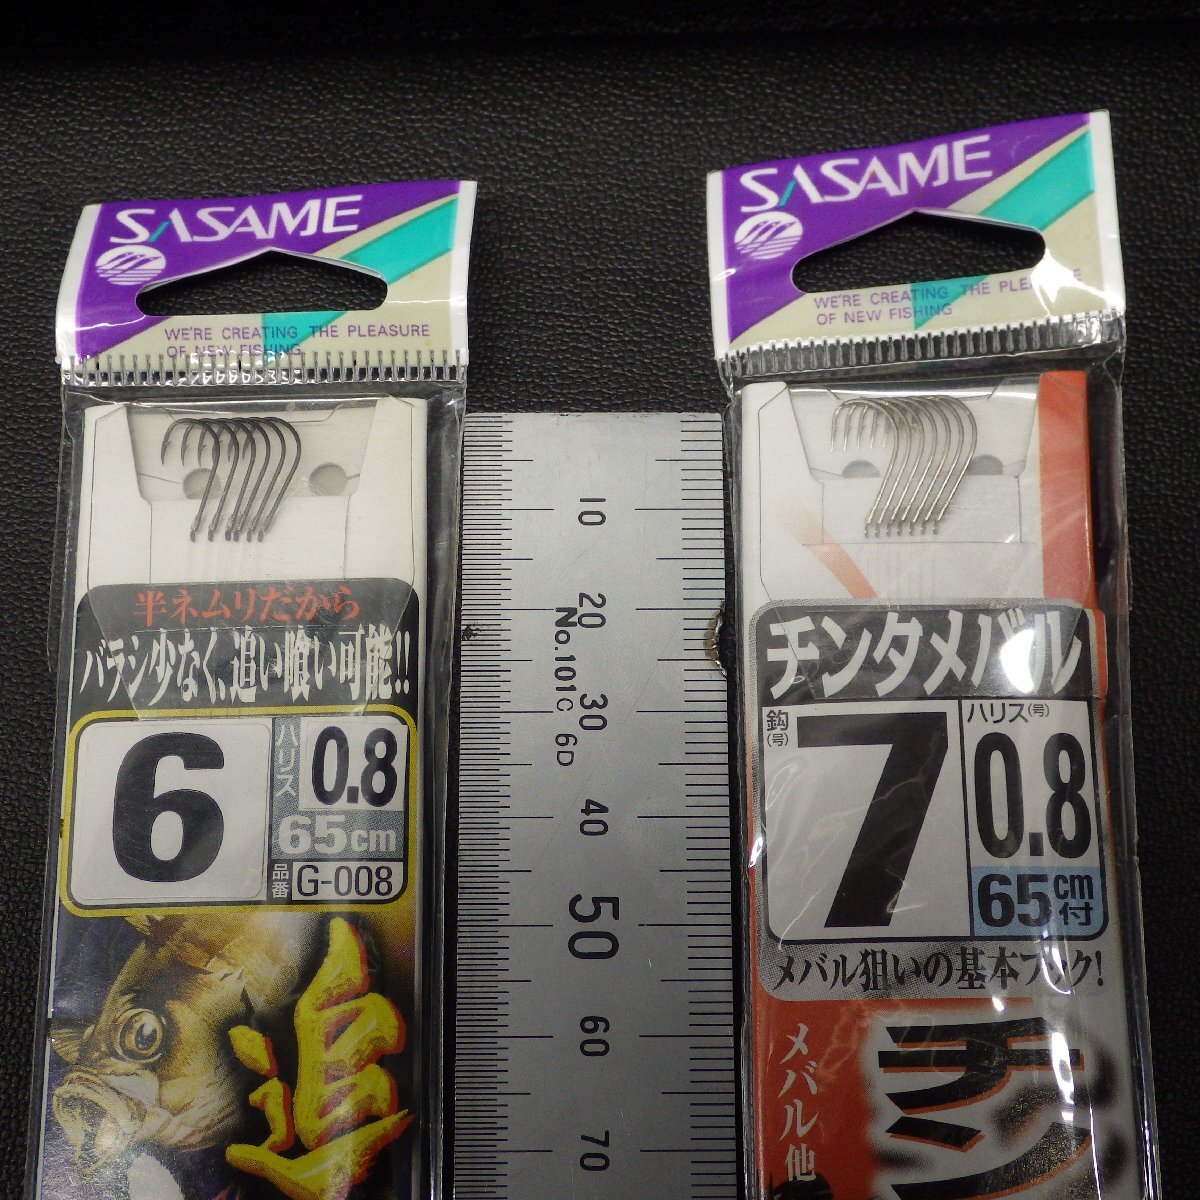 SASAME
WE'RE CREATING THE PLEASURE
OF NEW FISHING
半ネムリだから
バラシ少なく、追い喰い可能!!
6
ハリス
0.8
65cm
品番
G-008
追
10
20
30
40
50
60
70
No.101C 6D
SASAME
WE'RE CREATING THE PLEASURE
OF NEW FISHING
チンタメバル
鈎(号)
7
ハリス(号)
0.8
65cm付
メバル狙いの基本フック!
メバル他